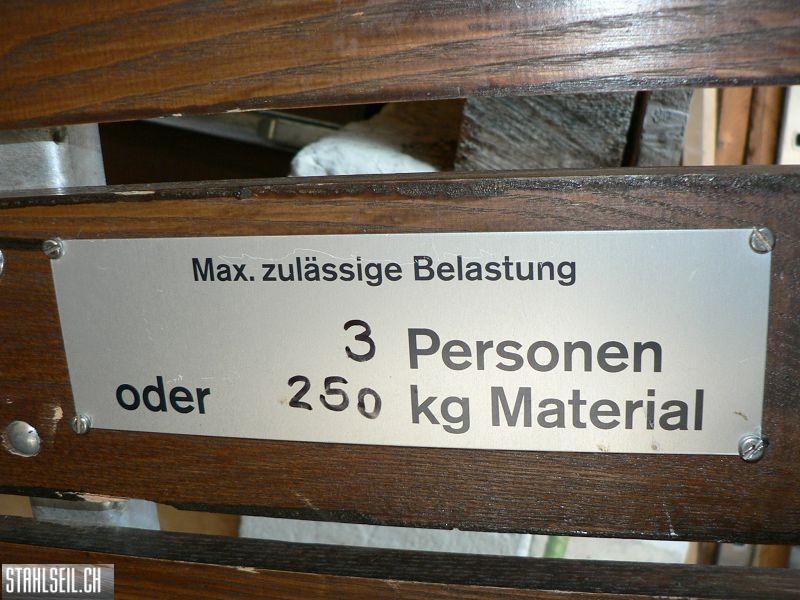 Max. zulässige Belastung
3 Personen
oder 250 kg Material
STAHLSEIL.CH